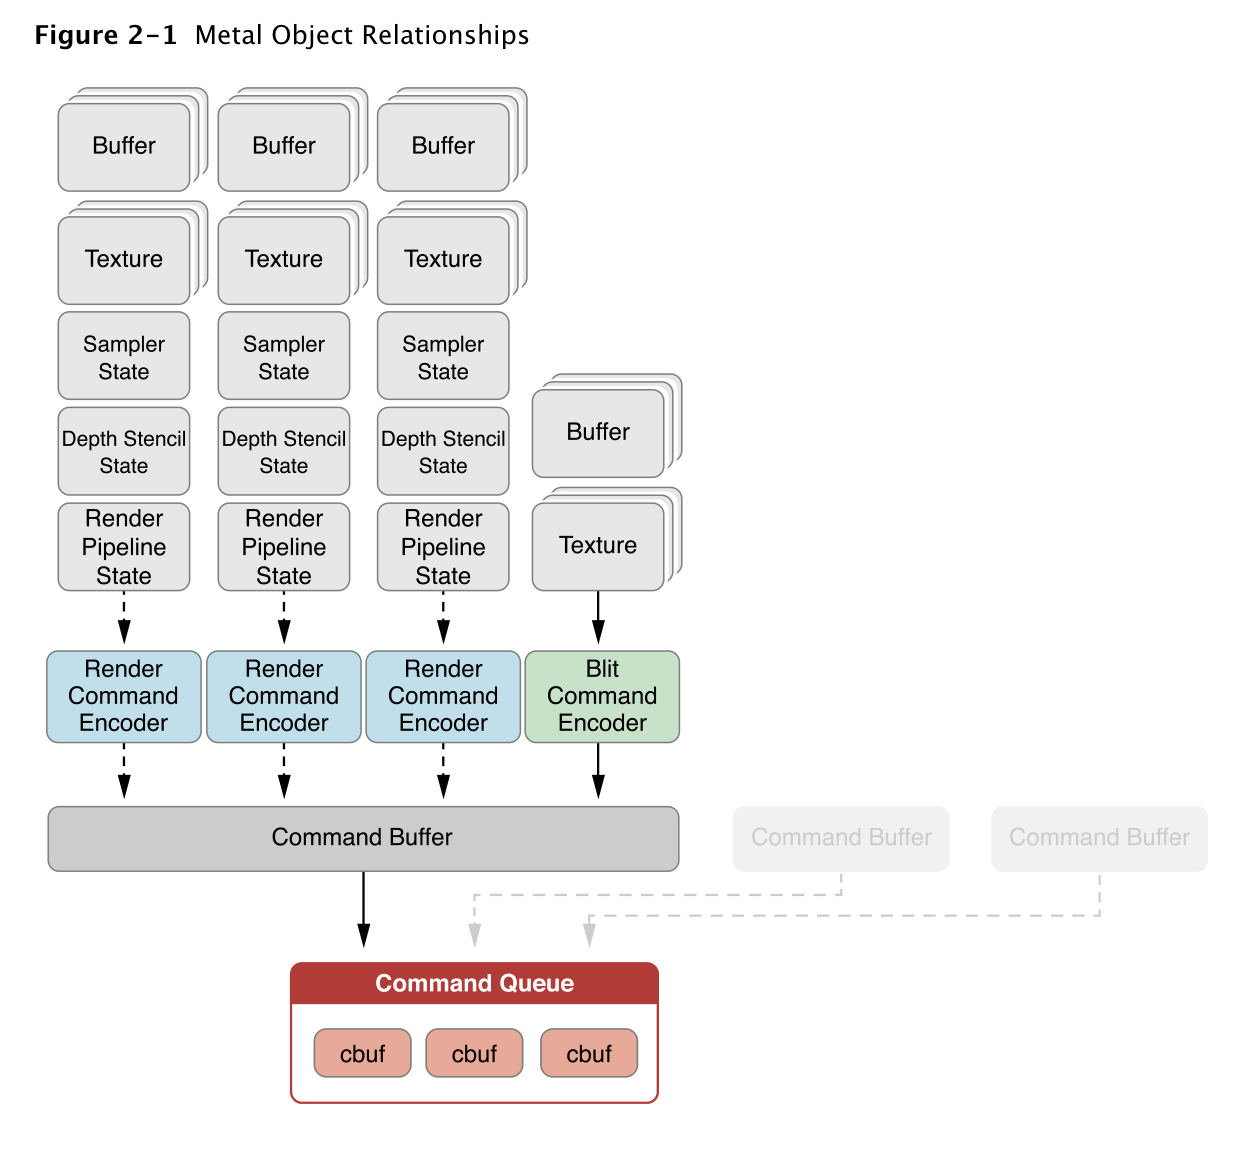 Figure 2-1 Metal Object Relationships
Buffer
Buffer
Buffer
Texture
Texture
Texture
Sampler
State
Sampler
State
Sampler
State
Depth Stencil
State
Depth Stencil
State
Depth Stencil
State
Buffer
Render
Pipeline
State
Render
Pipeline
State
Render
Pipeline
State
Texture
Render
Command
Encoder
Render
Command
Encoder
Render
Command
Encoder
Blit
Command
Encoder
Command Buffer
Command Buffer
Command Buffer
Command Queue
cbuf
cbuf
cbuf